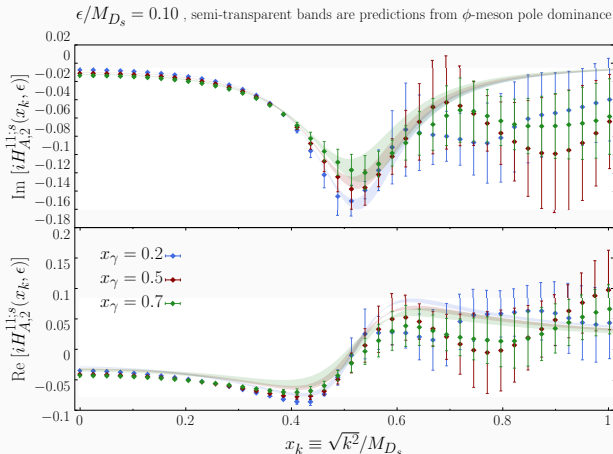 ϵ/M_{D_s} = 0.10 , semi-transparent bands are predictions from ϕ-meson pole dominance
0.02
0
−0.02
−0.04
−0.06
−0.08
−0.1
−0.12
−0.14
−0.16
−0.18
Im [iH_{A,2}^{11;s}(x_k, ϵ)]
0.2
0.1
0.05
0
−0.05
−0.1
Re [iH_{A,2}^{11;s}(x_k, ϵ)]
x_γ = 0.2
x_γ = 0.5
x_γ = 0.7
0 0.2 0.4 0.6 0.8 1
x_k ≡ √k²/M_{D_s}